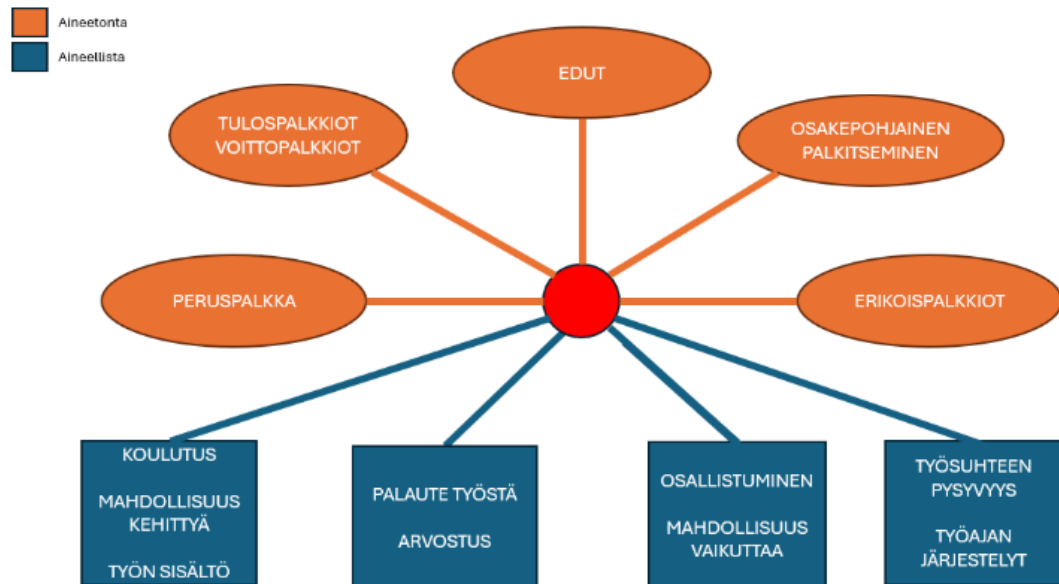 Aineetonta
Aineellista
EDUT
TULOSPALKKIOT
VOITTOPALKKIOT
OSAKEPOHJAINEN
PALKITSEMINEN
PERUSPALKKA
ERIKOISPALKKIOT
KOULUTUS
MAHDOLLISUUS
KEHITTYÄ
TYÖN SISÄLTÖ
PALAUTE TYÖSTÄ
ARVOSTUS
OSALLISTUMINEN
MAHDOLLISUUS
VAIKUTTAA
TYÖSUHTEEN
PYSYVYYS
TYÖAJAN
JÄRJESTELYT